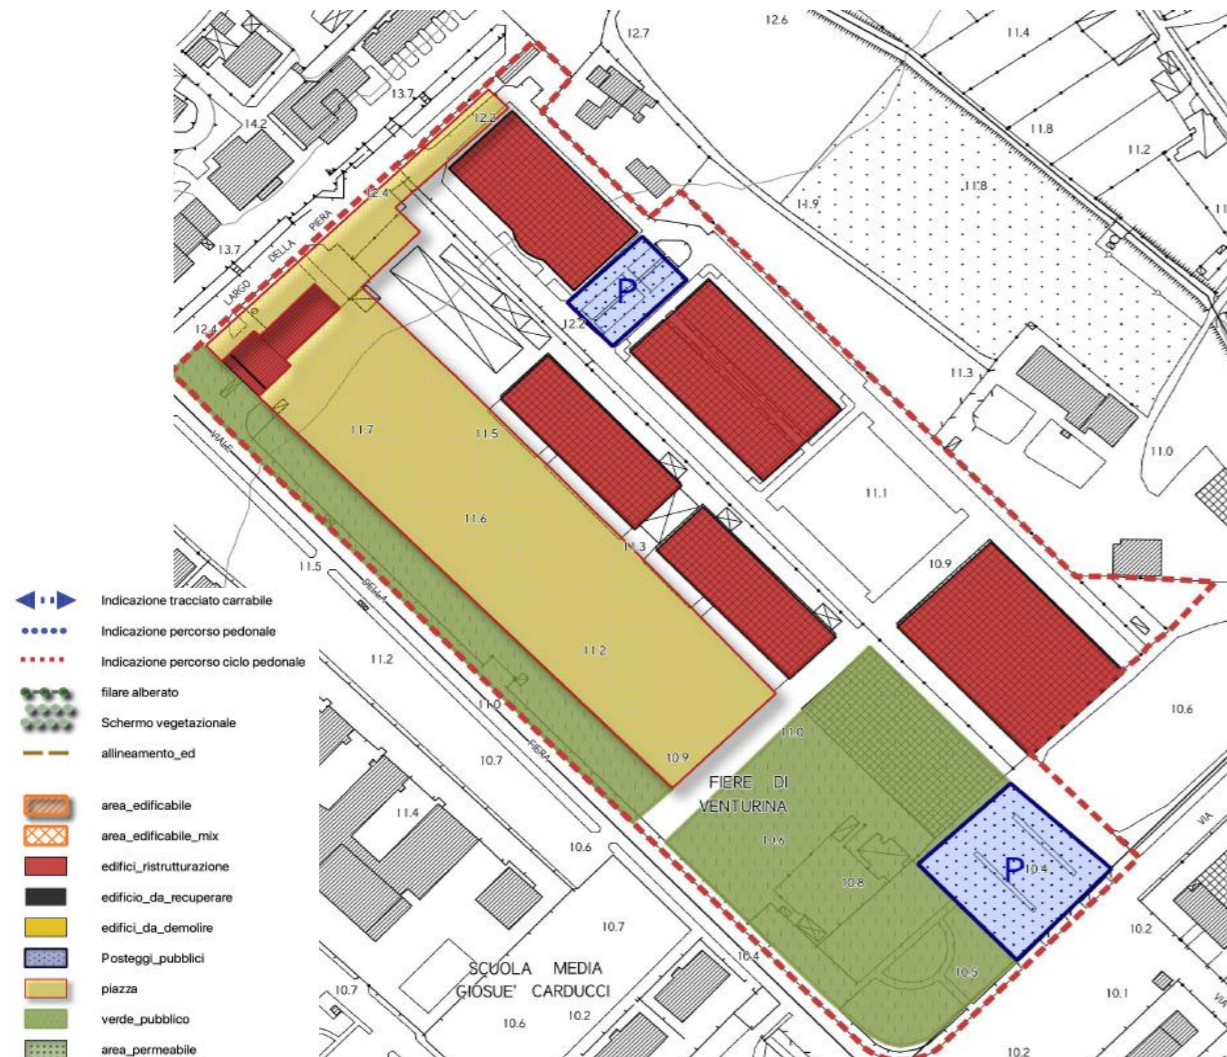 12.6
11.4
12.7
13.7
14.2
12.2
11.8
11.2
11.8
12.4
11.9
PIERA
DELLA
13.7
LARGO
P
12.4
12.2
11.3
11.7
11.5
11.0
VIALE
11.1
11.6
11.3
10.9
11.5
DELLA
11.2
11.2
11.0
11.0
10.6
10.7
FIERA
10.9
FIERE DI
VENTURINA
11.4
VIA
10.6
10.6
P
10.4
10.8
10.7
10.4
10.2
SCUOLA MEDIA
GIOSUE' CARDUCCI
10.5
10.7
10.6
10.2
10.1
VIA
10.2
Indicazione tracciato carrabile
Indicazione percorso pedonale
Indicazione percorso ciclo pedonale
filare alberato
Schermo vegetazionale
allineamento_ed
area_edificabile
area_edificabile_mix
edifici_ristrutturazione
edificio_da_recuperare
edifici_da_demolire
Posteggi_pubblici
piazza
verde_pubblico
area_permeabile